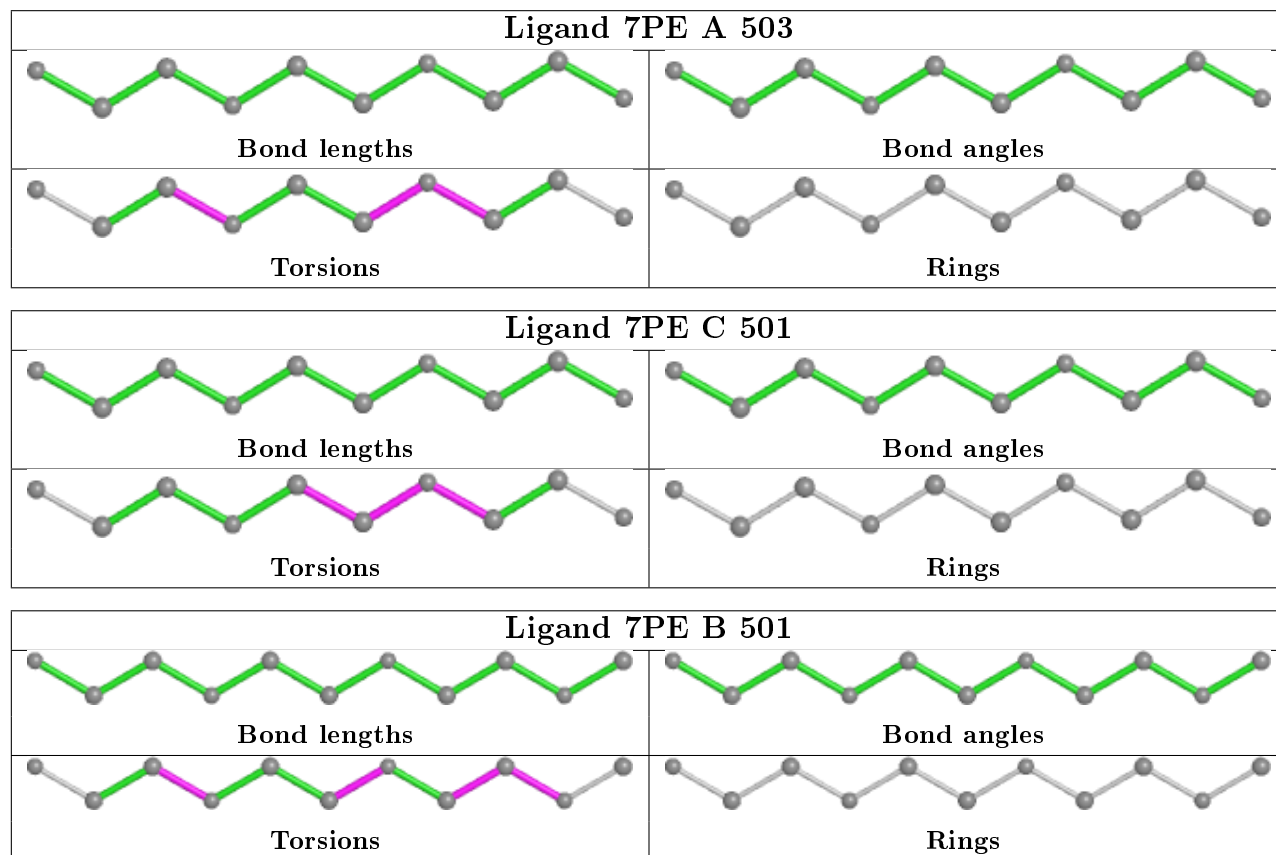 Ligand 7PE A 503
Bond lengths Bond angles
Torsions Rings
Ligand 7PE C 501
Bond lengths Bond angles
Torsions Rings
Ligand 7PE B 501
Bond lengths Bond angles
Torsions Rings